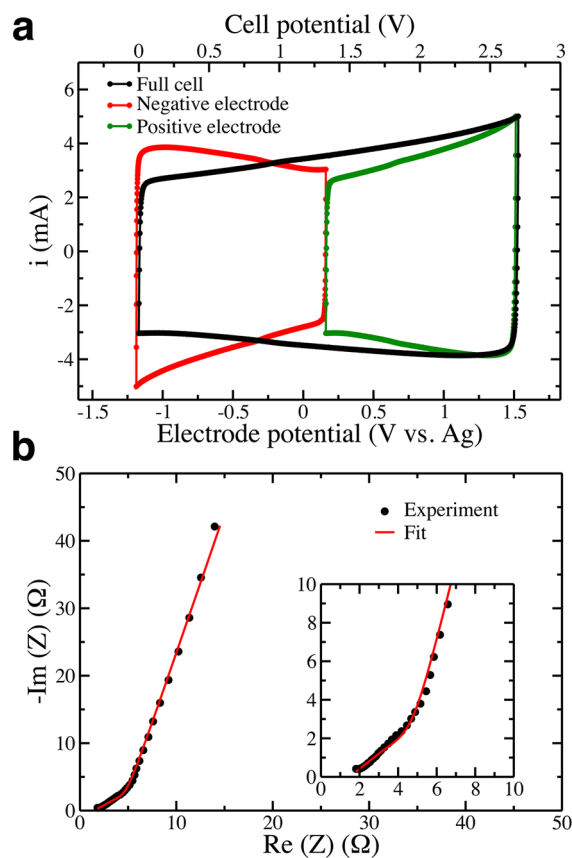 a
Cell potential (V)
0 0.5 1 1.5 2 2.5 3
Full cell
Negative electrode
Positive electrode
6
4
2
0
-2
-4
i (mA)
-1.5 -1 -0.5 0 0.5 1 1.5
Electrode potential (V vs. Ag)
b
50
40
30
20
10
0
-Im (Z) (Ω)
Experiment
Fit
10
8
6
4
2
0
0 2 4 6 8 10
0 10 20 30 40 50
Re (Z) (Ω)